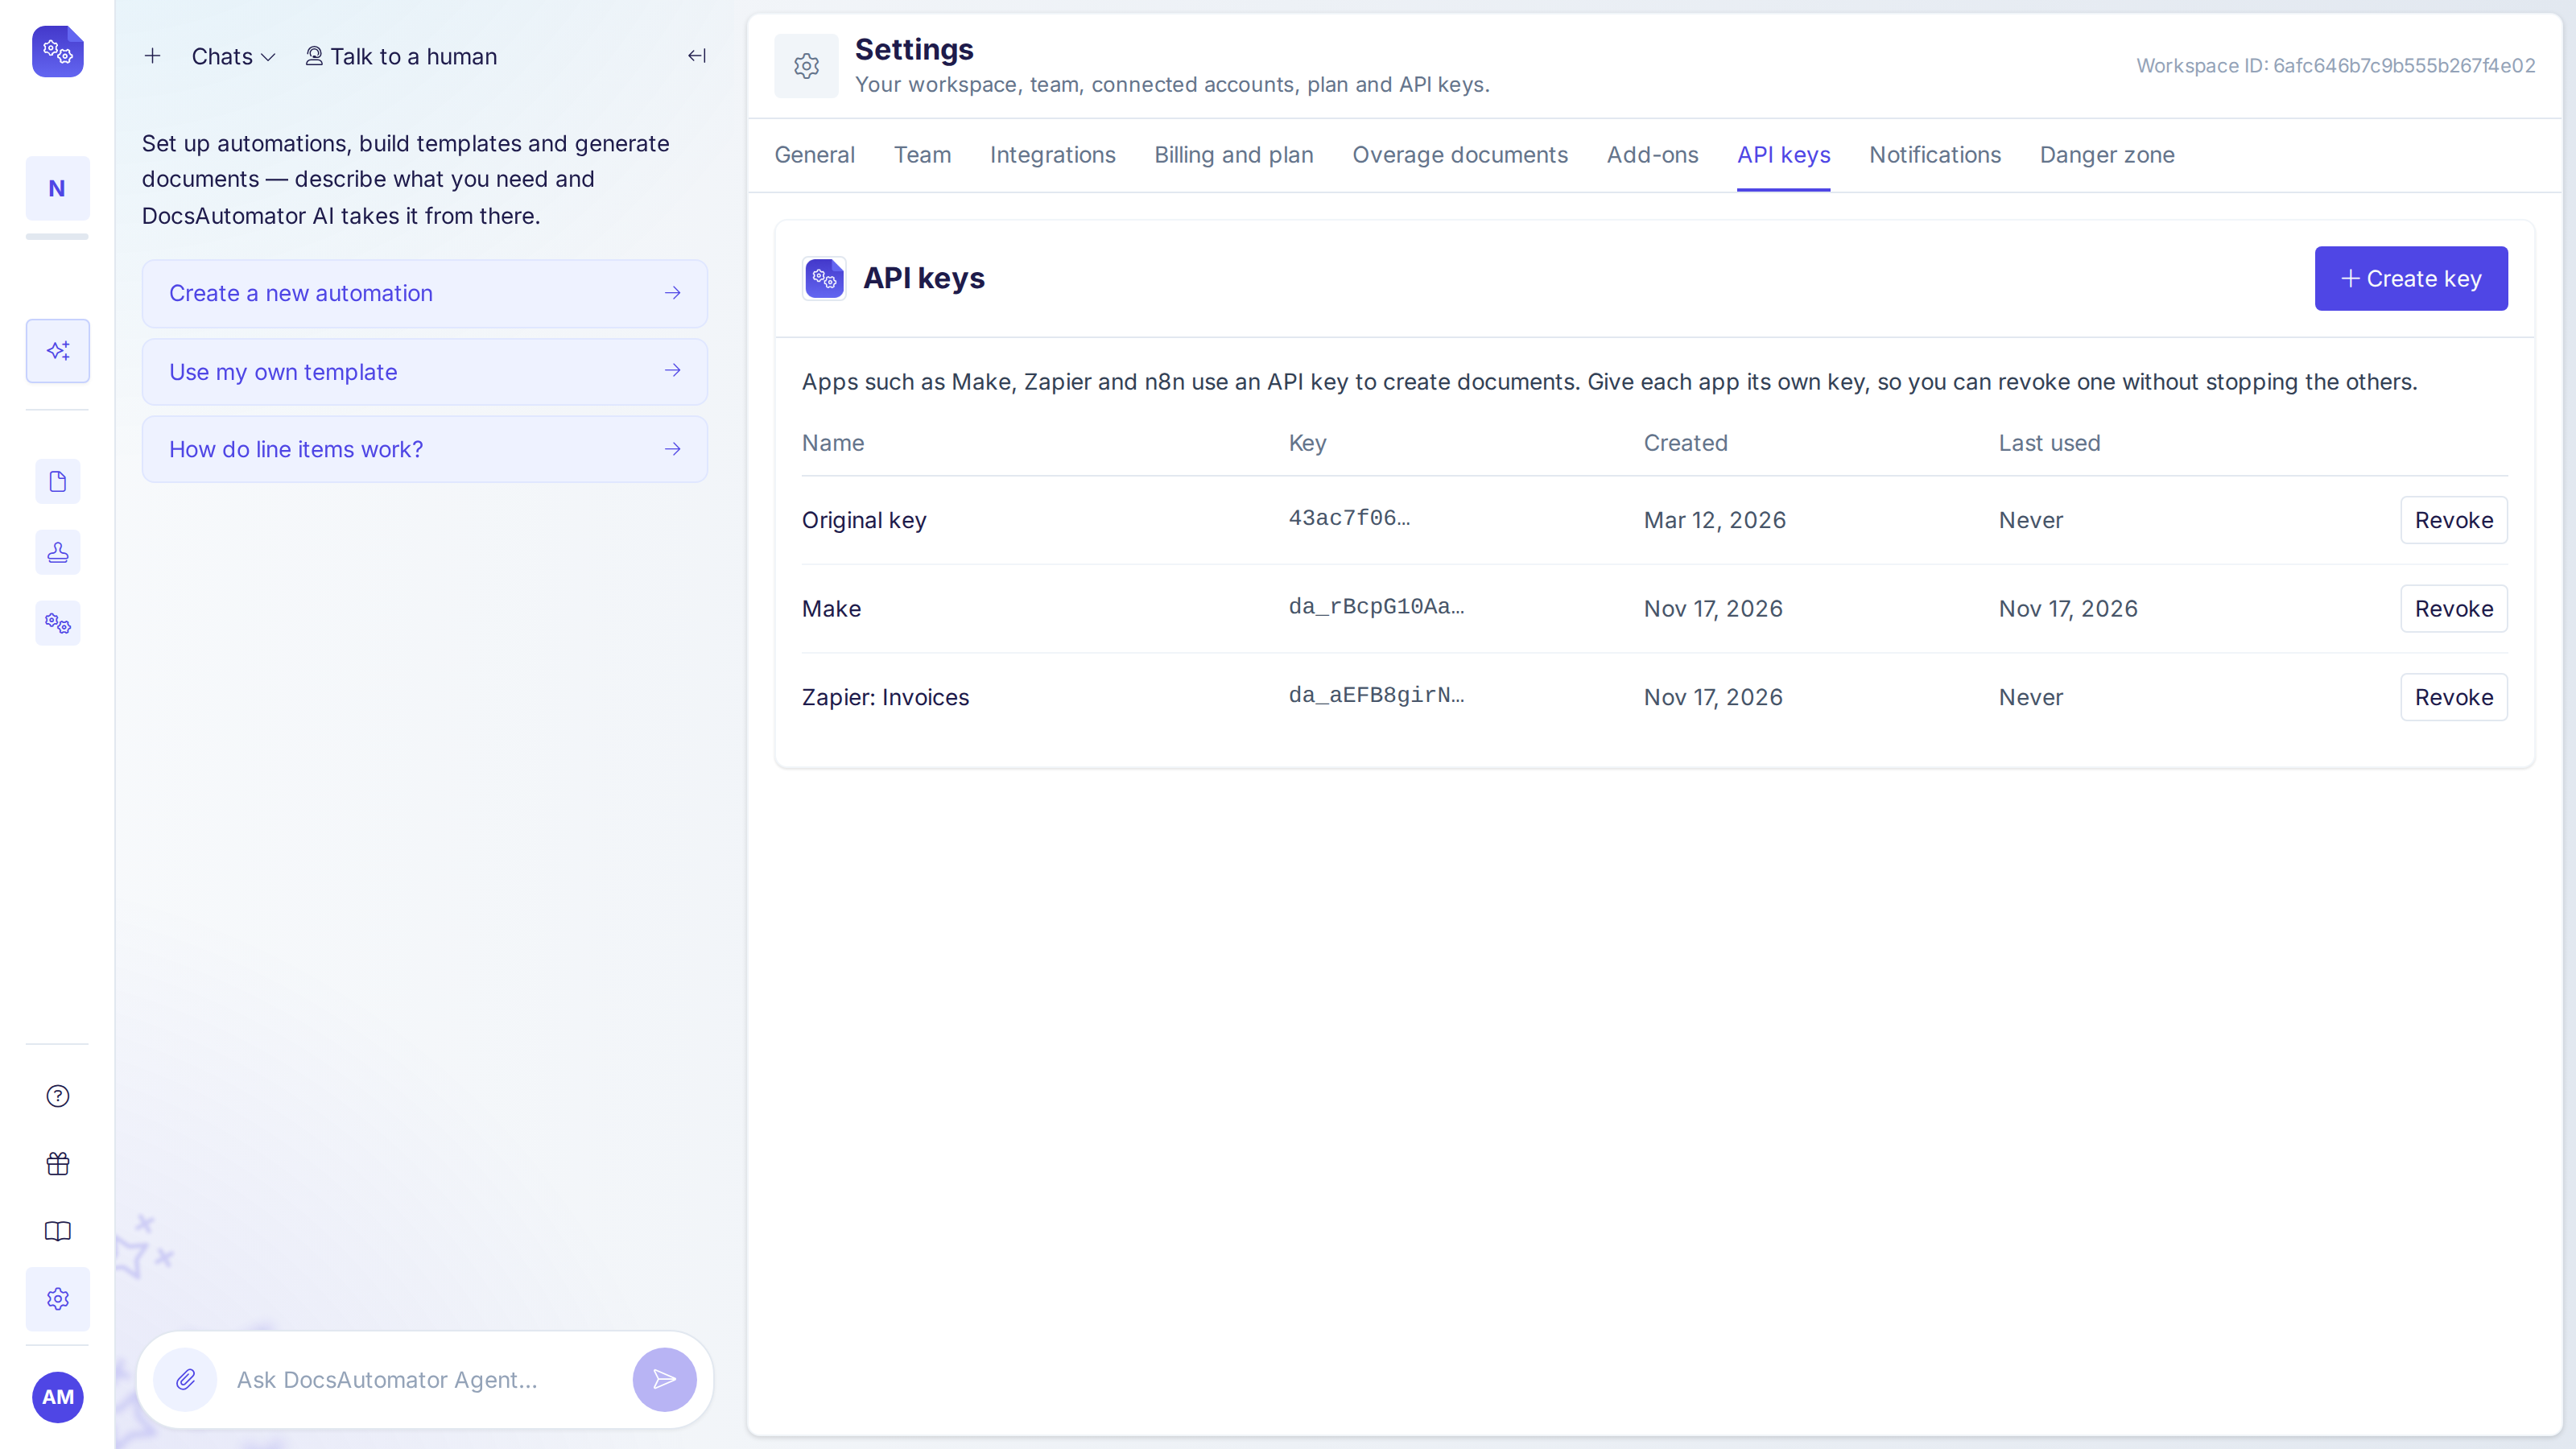 Chats
Talk to a human
N
Set up automations, build templates and generate
documents — describe what you need and
DocsAutomator AI takes it from there.
Create a new automation
Use my own template
How do line items work?
Ask DocsAutomator Agent...
AM
Settings
Your workspace, team, connected accounts, plan and API keys.
Workspace ID: 6afc646b7c9b555b267f4e02
General Team Integrations Billing and plan Overage documents Add-ons API keys Notifications Danger zone
API keys
Create key
Apps such as Make, Zapier and n8n use an API key to create documents. Give each app its own key, so you can revoke one without stopping the others.
Name Key Created Last used
Original key 43ac7f06… Mar 12, 2026 Never Revoke
Make da_rBcpG10Aa… Nov 17, 2026 Nov 17, 2026 Revoke
Zapier: Invoices da_aEFB8girN… Nov 17, 2026 Never Revoke